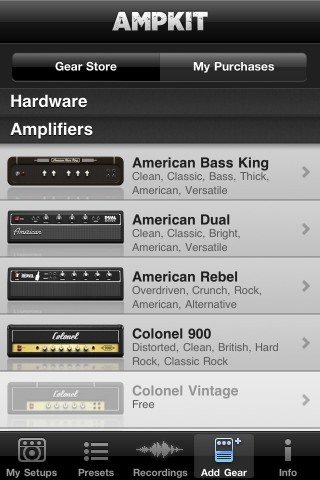 AMPKIT
Gear Store
My Purchases
Hardware
Amplifiers
American Bass King
Clean, Classic, Bass, Thick,
American, Versatile
American Dual
Clean, Classic, Bright,
American, Versatile
American Rebel
Overdriven, Crunch, Rock,
American, Alternative
Colonel 900
Distorted, Clean, British, Hard
Rock, Classic Rock
Colonel Vintage
Free
American
Colonel
Colonel
My Setups
Presets
Recordings
Add Gear
Info